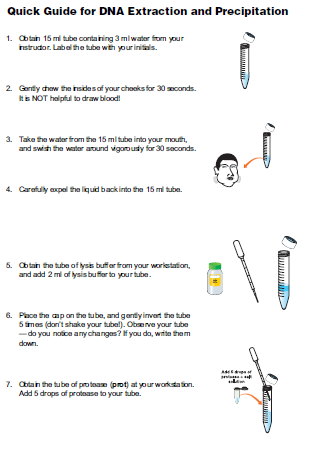 Quick Guide for DNA Extraction and Precipitation
1. Obtain 15 ml tube containing 3 ml water from your
instructor. Label the tube with your initials.
2. Gently chew the insides of your cheeks for 30 seconds.
It is NOT helpful to draw blood!
3. Take the water from the 15 ml tube into your mouth,
and swish the water around vigorously for 30 seconds.
4. Carefully expel the liquid back into the 15 ml tube.
5. Obtain the tube of lysis buffer from your workstation,
and add 2 ml of lysis buffer to your tube.
6. Place the cap on the tube, and gently invert the tube
5 times (don't shake your tube!). Observe your tube
— do you notice any changes? If you do, write them
down.
Add 5 drops of
protease + salt
solution
7. Obtain the tube of protease (prot) at your workstation.
Add 5 drops of protease to your tube.